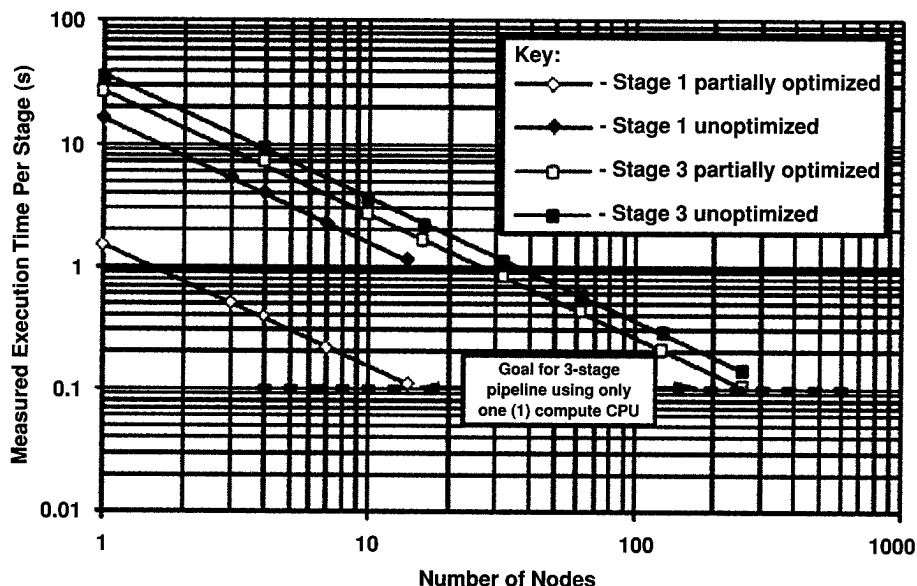 Measured Execution Time Per Stage (s)
100
10
1
0.1
0.01
Key:
- Stage 1 partially optimized
- Stage 1 unoptimized
- Stage 3 partially optimized
- Stage 3 unoptimized
Goal for 3-stage
pipeline using only
one (1) compute CPU
1
10
100
1000
Number of Nodes